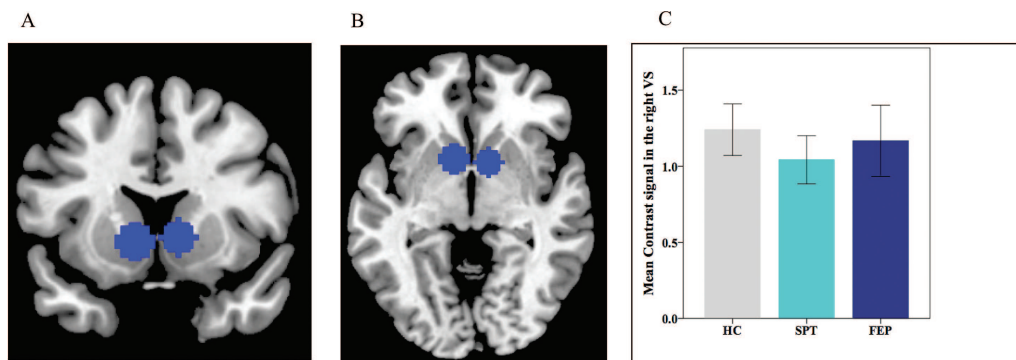 A
B
C
Mean Contrast signal in the right VS
1.5
1.0
0.5
0.0
HC
SPT
FEP